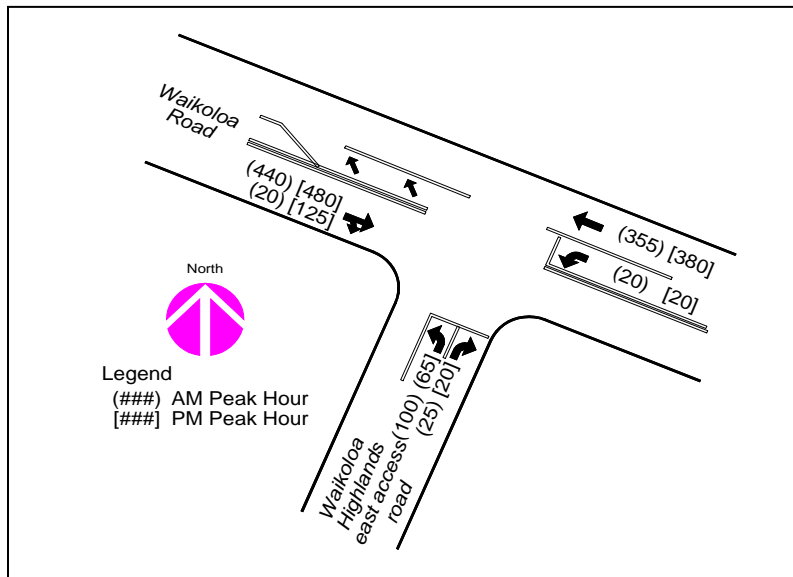 Waikoloa
Road
(440) [480]
(20) [125]
(355) [380]
(20) [20]
North
Legend
(###) AM Peak Hour
[###] PM Peak Hour
(100) (65]
(25) [20]
Waikoloa
Highlands
east access
road